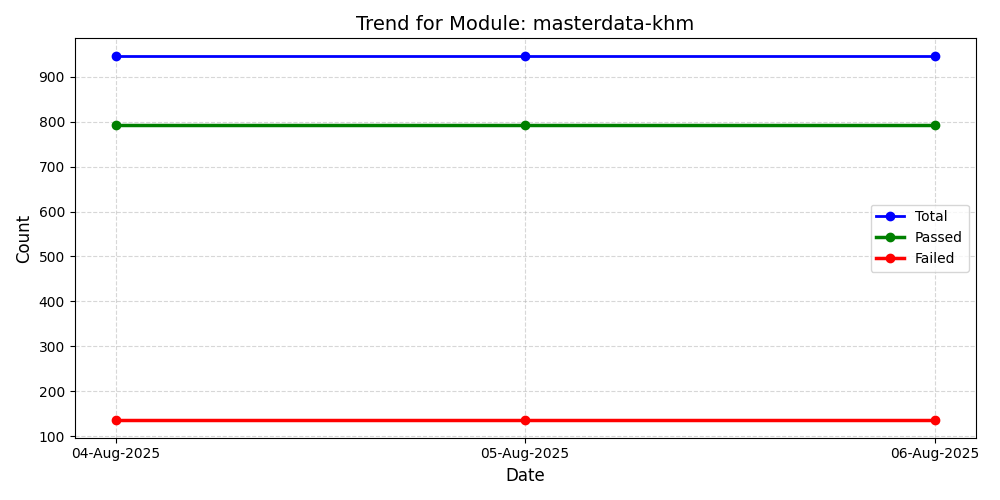 Trend for Module: masterdata-khm
Count
900
800
700
600
500
400
300
200
100
Total
Passed
Failed
04-Aug-2025
05-Aug-2025
06-Aug-2025
Date